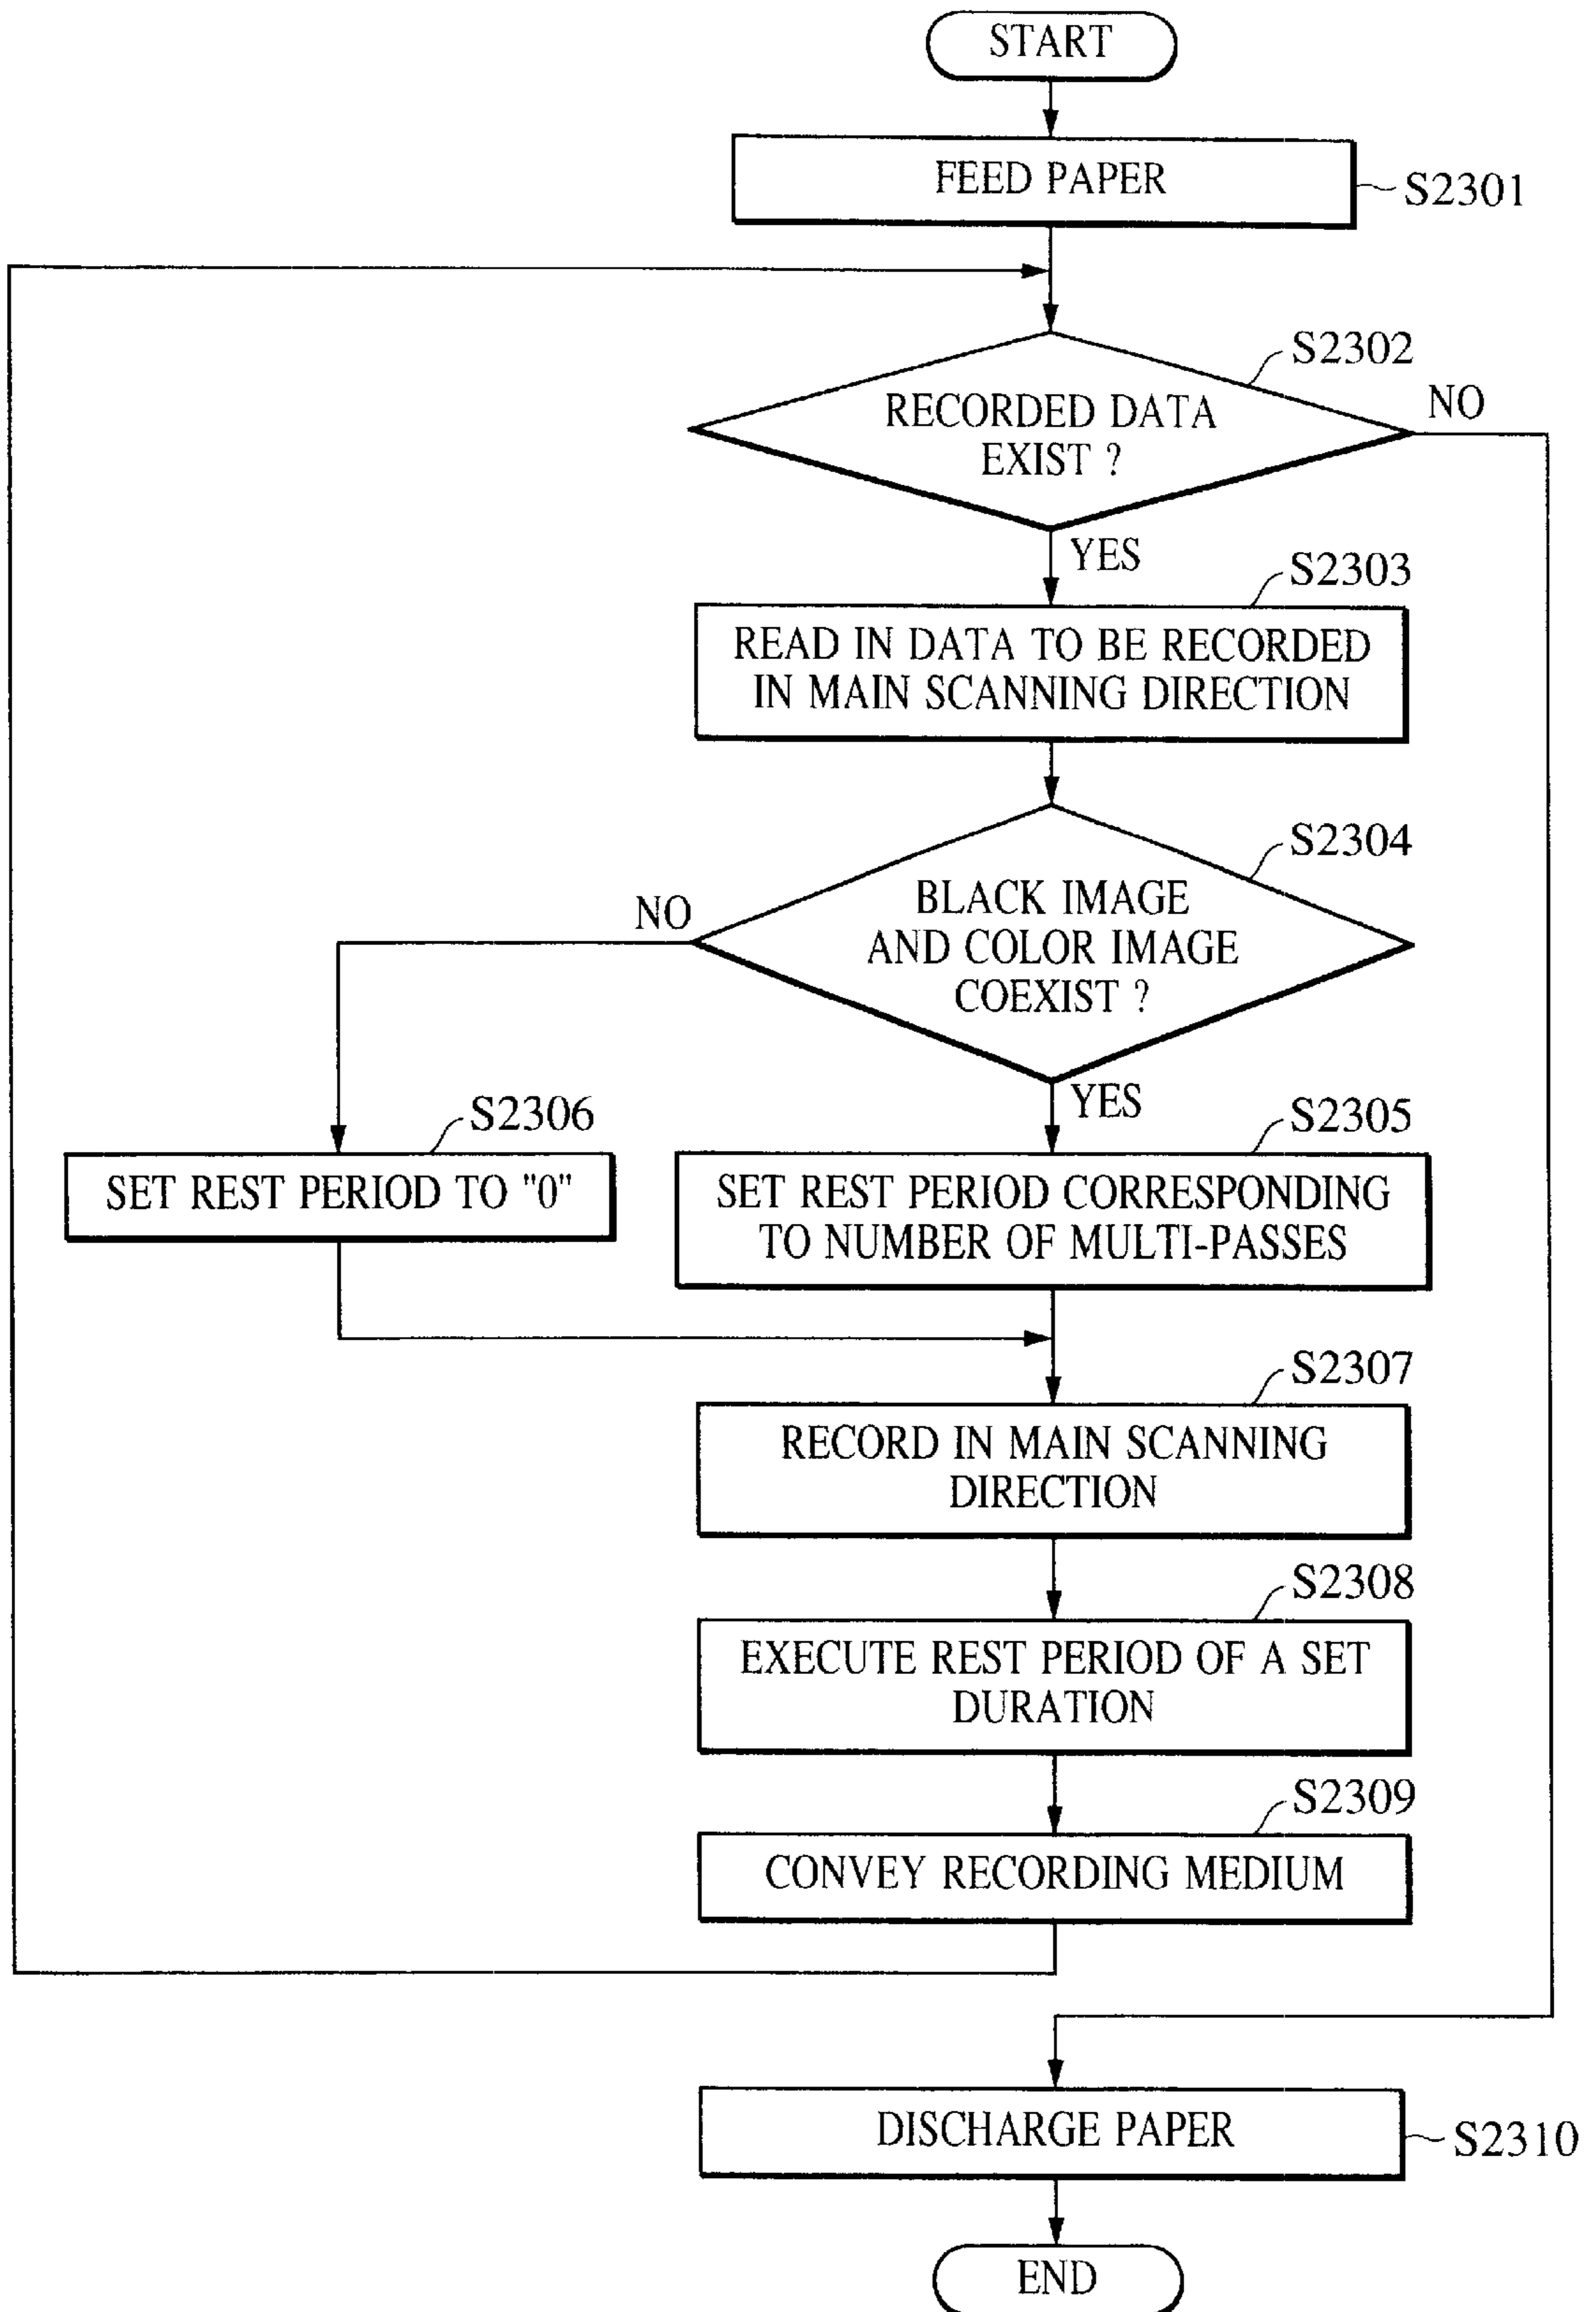 START
FEED PAPER
S2301
S2302
RECORDED DATA
EXIST ?
NO
YES
S2303
READ IN DATA TO BE RECORDED
IN MAIN SCANNING DIRECTION
S2304
BLACK IMAGE
AND COLOR IMAGE
COEXIST ?
NO
YES
S2306
SET REST PERIOD TO "0"
S2305
SET REST PERIOD CORRESPONDING
TO NUMBER OF MULTI-PASSES
S2307
RECORD IN MAIN SCANNING
DIRECTION
S2308
EXECUTE REST PERIOD OF A SET
DURATION
S2309
CONVEY RECORDING MEDIUM
DISCHARGE PAPER
S2310
END